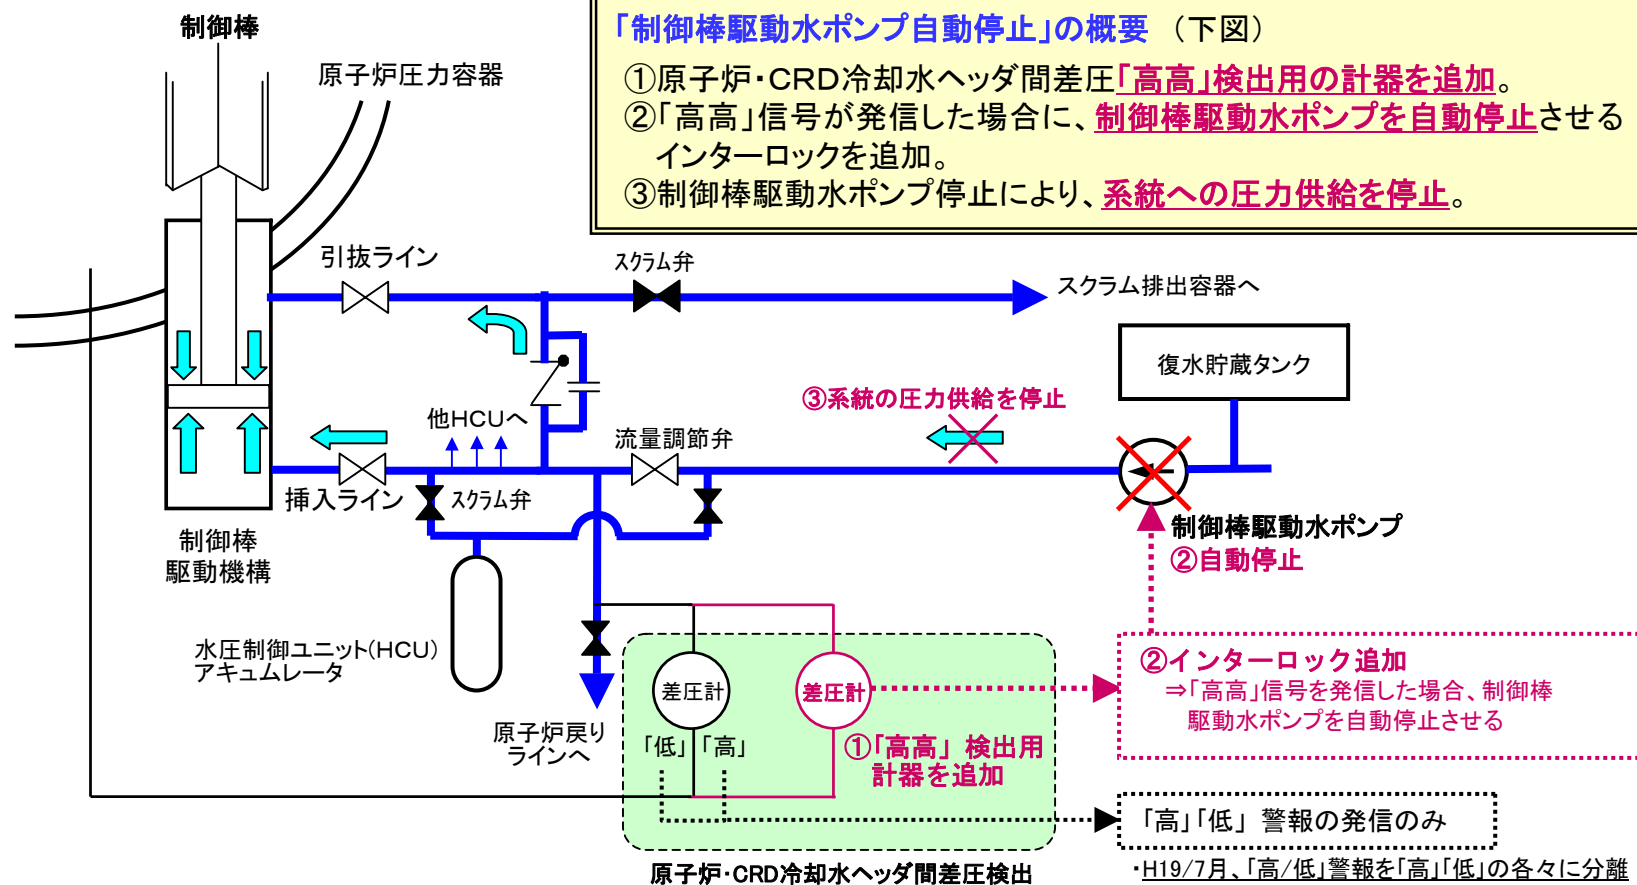 制御棒
原子炉圧力容器
「制御棒駆動水ポンプ自動停止」の概要 （下図）
①原子炉・CRD冷却水ヘッダ間差圧「高高」検出用の計器を追加。
②「高高」信号が発信した場合に、制御棒駆動水ポンプを自動停止させる
インターロックを追加。
③制御棒駆動水ポンプ停止により、系統への圧力供給を停止。
引抜ライン
スクラム弁
スクラム排出容器へ
復水貯蔵タンク
③系統の圧力供給を停止
他HCUへ
流量調節弁
挿入ライン
スクラム弁
制御棒駆動水ポンプ
②自動停止
制御棒
駆動機構
水圧制御ユニット(HCU)
アキュムレータ
原子炉戻り
ラインへ
差圧計
差圧計
「低」「高」
①「高高」 検出用
計器を追加
②インターロック追加
⇒「高高」信号を発信した場合、制御棒
駆動水ポンプを自動停止させる
「高」「低」 警報の発信のみ
・H19/7月、「高/低」警報を「高」「低」の各々に分離
原子炉・CRD冷却水ヘッダ間差圧検出